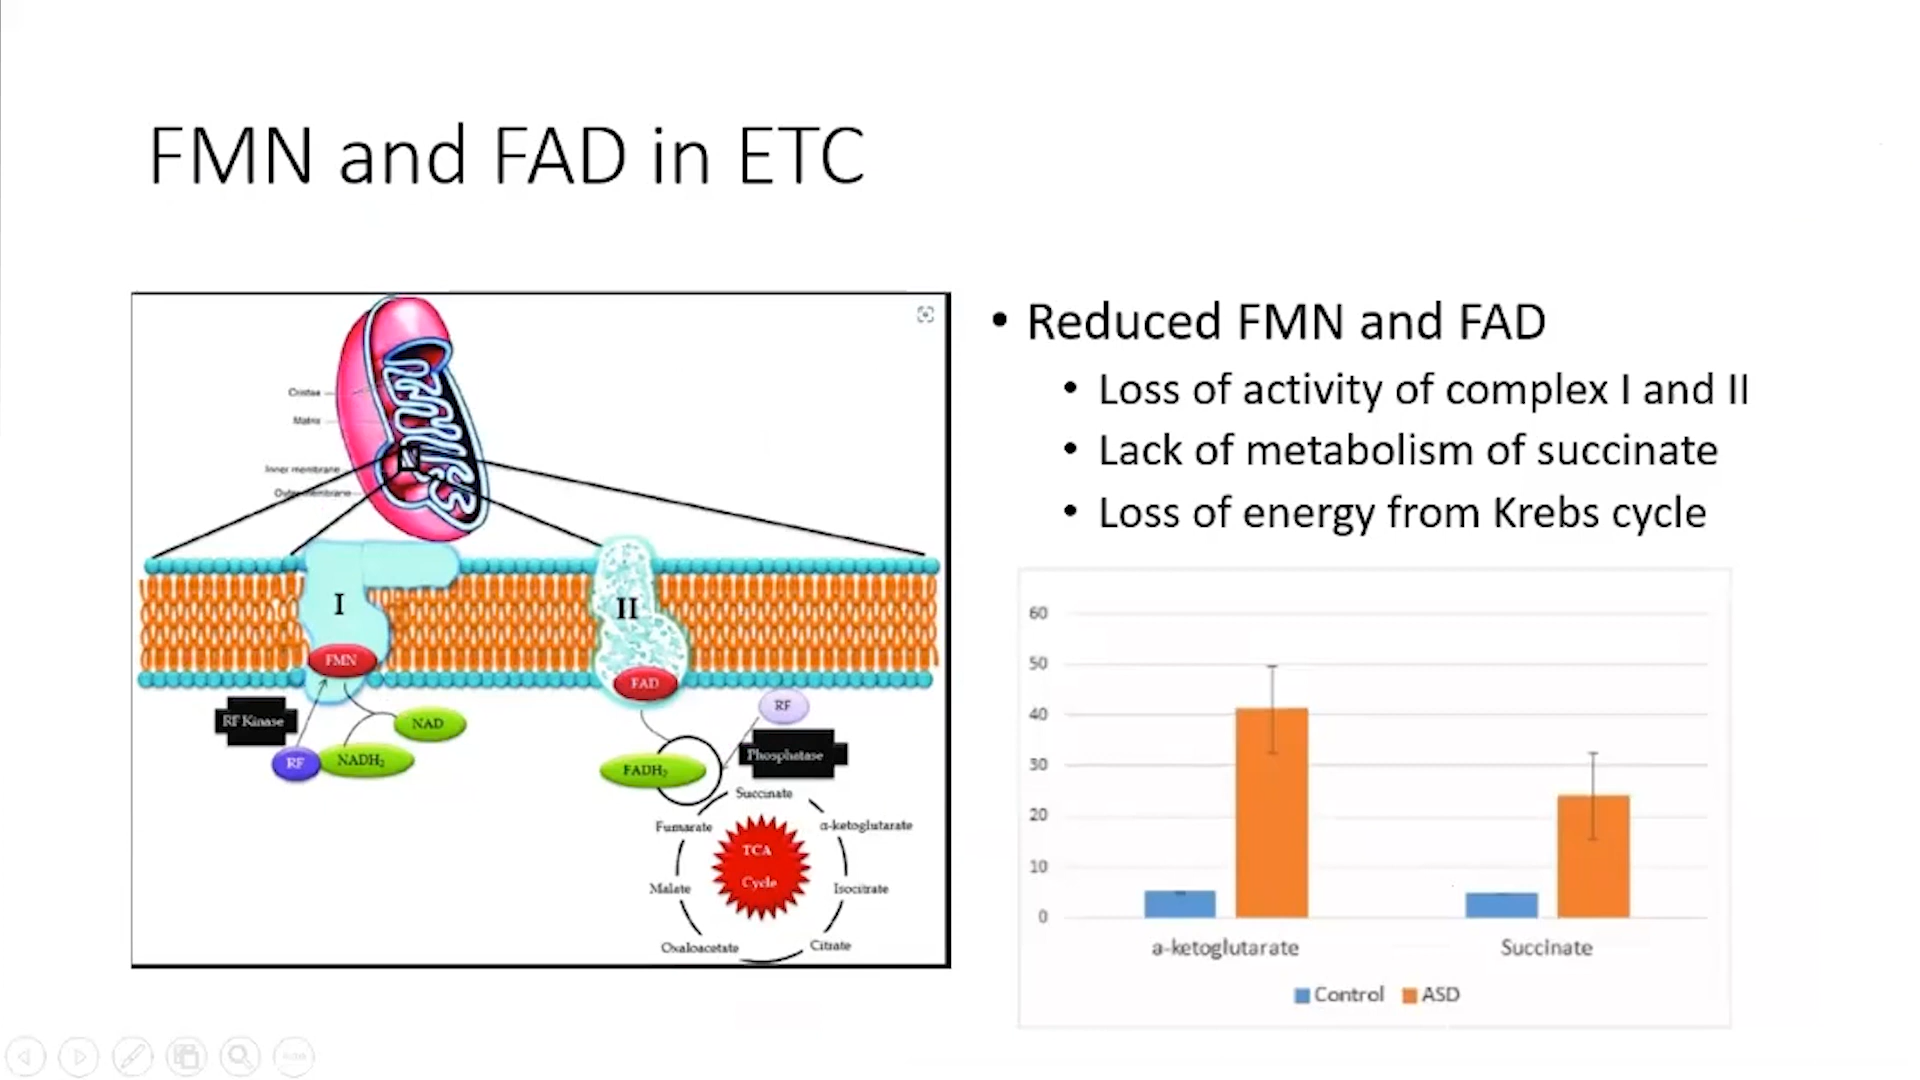 FMN and FAD in ETC
Cristae
Matrix
Inner membrane
Outer membrane
I
II
FMN
FAD
RF Kinase
NAD
RF
NADH₂
RF
Phosphatase
FADH₂
Succinate
Fumarate
α-ketoglutarate
TCA
Cycle
Malate
Isocitrate
Oxaloacetate
Citrate
• Reduced FMN and FAD
• Loss of activity of complex I and II
• Lack of metabolism of succinate
• Loss of energy from Krebs cycle
60
50
40
30
20
10
0
a-ketoglutarate
Succinate
Control
ASD